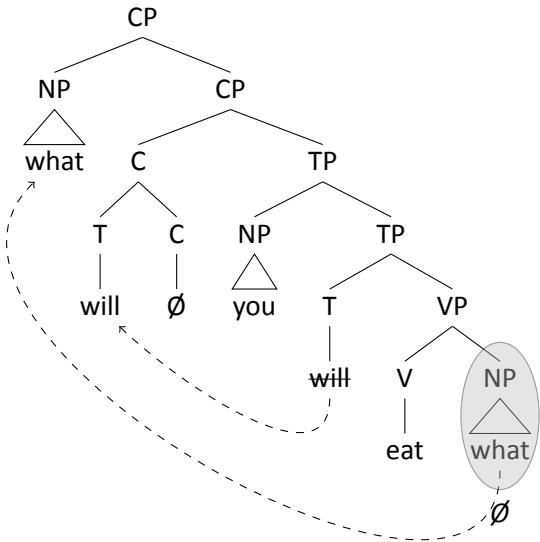 CP
NP CP
what C TP
T C NP TP
will Ø you T VP
will V NP
eat what
Ø